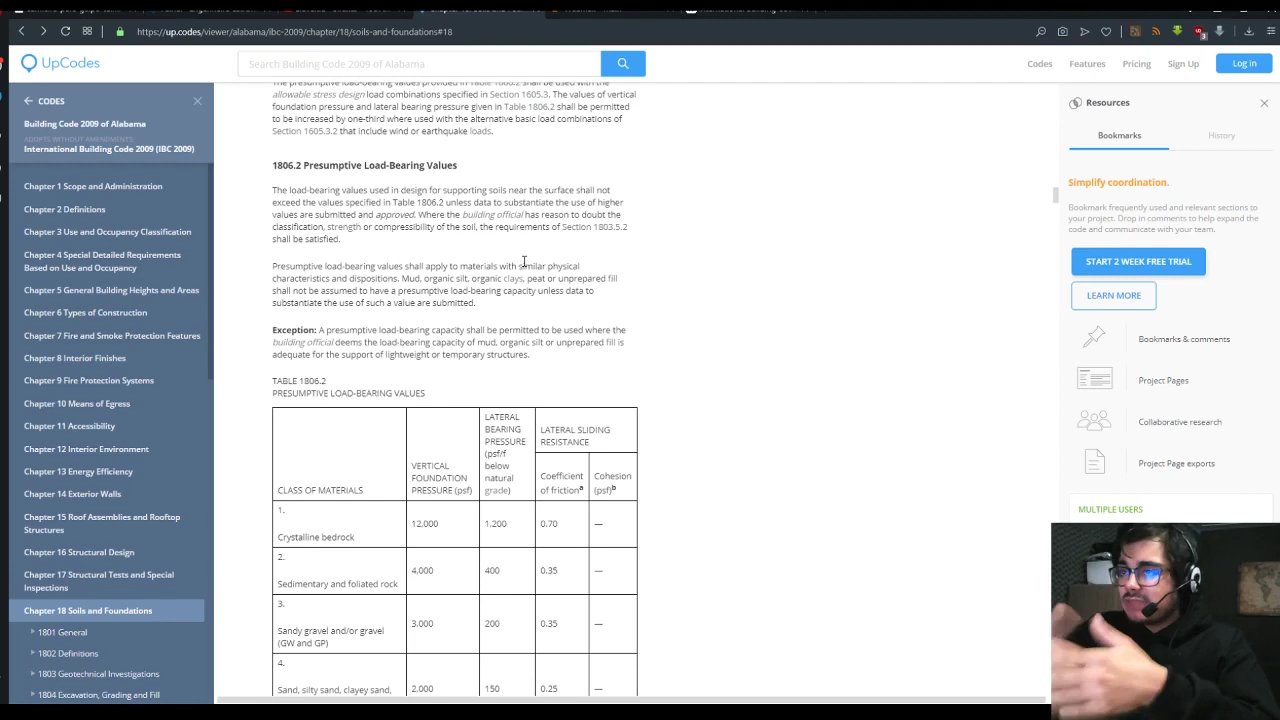 https://up.codes/viewer/alabama/ibc-2009/chapter/18/soils-and-foundations#18
UpCodes
Search Building Code 2009 of Alabama
Codes
Features
Pricing
Sign Up
Log In
CODES
Building Code 2009 of Alabama
ADOPTS WITHOUT AMENDMENTS:
International Building Code 2009 (IBC 2009)
Chapter 1 Scope and Administration
Chapter 2 Definitions
Chapter 3 Use and Occupancy Classification
Chapter 4 Special Detailed Requirements
Based on Use and Occupancy
Chapter 5 General Building Heights and Areas
Chapter 6 Types of Construction
Chapter 7 Fire and Smoke Protection Features
Chapter 8 Interior Finishes
Chapter 9 Fire Protection Systems
Chapter 10 Means of Egress
Chapter 11 Accessibility
Chapter 12 Interior Environment
Chapter 13 Energy Efficiency
Chapter 14 Exterior Walls
Chapter 15 Roof Assemblies and Rooftop
Structures
Chapter 16 Structural Design
Chapter 17 Structural Tests and Special
Inspections
Chapter 18 Soils and Foundations
1801 General
1802 Definitions
1803 Geotechnical Investigations
1804 Excavation, Grading and Fill
The presumptive load-bearing values provided in Table 1806.2 shall be used with the
allowable stress design load combinations specified in Section 1605.3. The values of vertical
foundation pressure and lateral bearing pressure given in Table 1806.2 shall be permitted
to be increased by one-third where used with the alternative basic load combinations of
Section 1605.3.2 that include wind or earthquake loads.
1806.2 Presumptive Load-Bearing Values
The load-bearing values used in design for supporting soils near the surface shall not
exceed the values specified in Table 1806.2 unless data to substantiate the use of higher
values are submitted and approved. Where the building official has reason to doubt the
classification, strength or compressibility of the soil, the requirements of Section 1803.5.2
shall be satisfied.
Presumptive load-bearing values shall apply to materials with similar physical
characteristics and dispositions. Mud, organic silt, organic clays, peat or unprepared fill
shall not be assumed to have a presumptive load-bearing capacity unless data to
substantiate the use of such a value are submitted.
Exception: A presumptive load-bearing capacity shall be permitted to be used where the
building official deems the load-bearing capacity of mud, organic silt or unprepared fill is
adequate for the support of lightweight or temporary structures.
TABLE 1806.2
PRESUMPTIVE LOAD-BEARING VALUES
CLASS OF MATERIALS
VERTICAL
FOUNDATION
PRESSURE (psf)
LATERAL
BEARING
PRESSURE
(psf/f
below
natural
grade)
LATERAL SLIDING
RESISTANCE
Coefficient
of frictionᵃ
Cohesion
(psf)ᵇ
1.
Crystalline bedrock
12,000
1,200
0.70
—
2.
Sedimentary and foliated rock
4,000
400
0.35
—
3.
Sandy gravel and/or gravel
(GW and GP)
3,000
200
0.35
—
4.
Sand, silty sand, clayey sand,
2,000
150
0.25
—
Resources
Bookmarks
History
Simplify coordination.
Bookmark frequently used and relevant sections to
your project. Drop in comments to help expand the
code and communicate with your team.
START 2 WEEK FREE TRIAL
LEARN MORE
Bookmarks & comments
Project Pages
Collaborative research
Project Page exports
MULTIPLE USERS